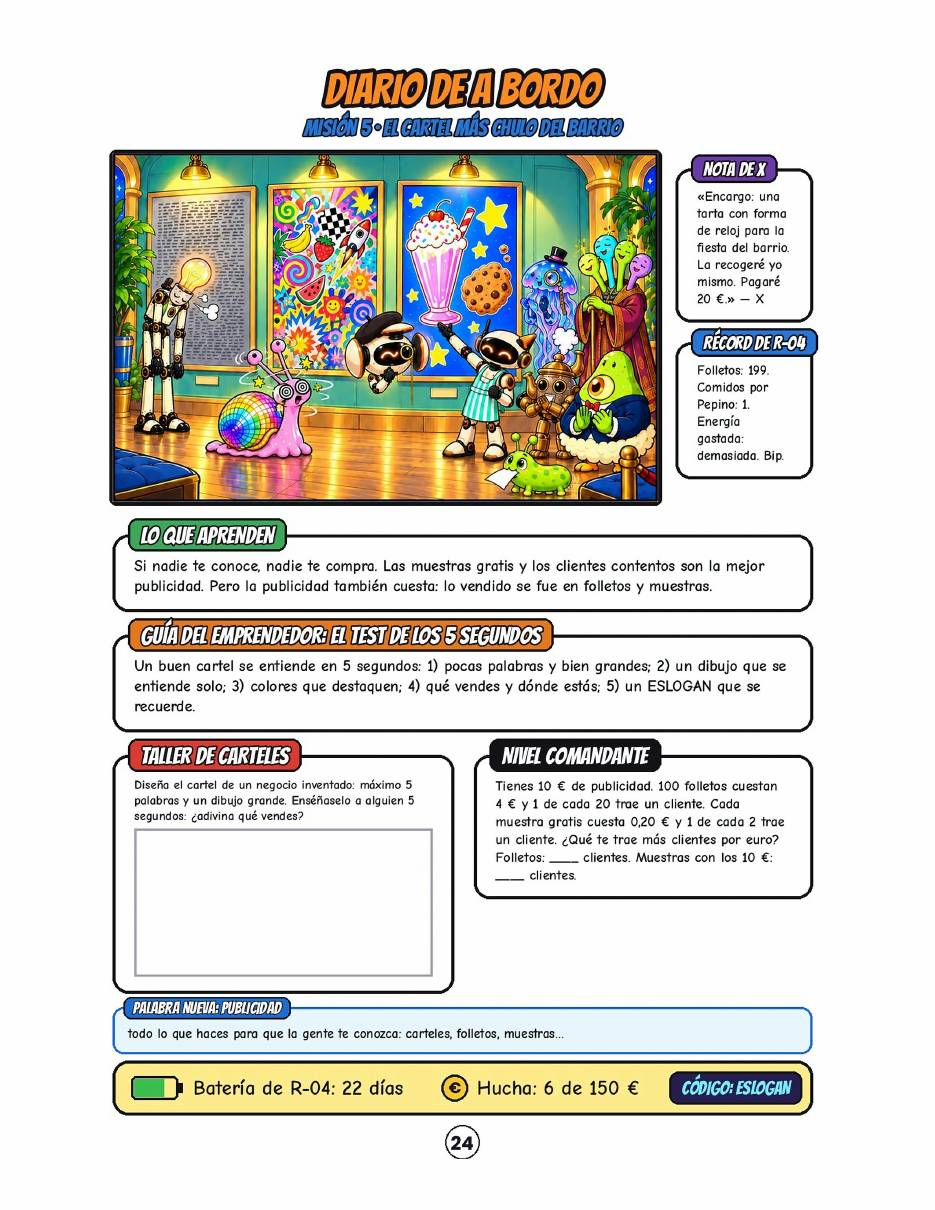 DIARIO DE A BORDO
MISIÓN 5 • EL CARTEL MÁS CHULO DEL BARRIO
NOTA DE X
«Encargo: una
tarta con forma
de reloj para la
fiesta del barrio.
La recogeré yo
mismo. Pagaré
20 €.» — X
RÉCORD DE R-04
Folletos: 199.
Comidos por
Pepino: 1.
Energía
gastada:
demasiada. Bip.
LO QUE APRENDEN
Si nadie te conoce, nadie te compra. Las muestras gratis y los clientes contentos son la mejor
publicidad. Pero la publicidad también cuesta: lo vendido se fue en folletos y muestras.
GUÍA DEL EMPRENDEDOR: EL TEST DE LOS 5 SEGUNDOS
Un buen cartel se entiende en 5 segundos: 1) pocas palabras y bien grandes; 2) un dibujo que se
entiende solo; 3) colores que destaquen; 4) qué vendes y dónde estás; 5) un ESLOGAN que se
recuerde.
TALLER DE CARTELES
Diseña el cartel de un negocio inventado: máximo 5
palabras y un dibujo grande. Enséñaselo a alguien 5
segundos: ¿adivina qué vendes?
NIVEL COMANDANTE
Tienes 10 € de publicidad. 100 folletos cuestan
4 € y 1 de cada 20 trae un cliente. Cada
muestra gratis cuesta 0,20 € y 1 de cada 2 trae
un cliente. ¿Qué te trae más clientes por euro?
Folletos: ____ clientes. Muestras con los 10 €:
____ clientes.
PALABRA NUEVA: PUBLICIDAD
todo lo que haces para que la gente te conozca: carteles, folletos, muestras...
Batería de R-04: 22 días
€ Hucha: 6 de 150 €
CÓDIGO: ESLOGAN
24